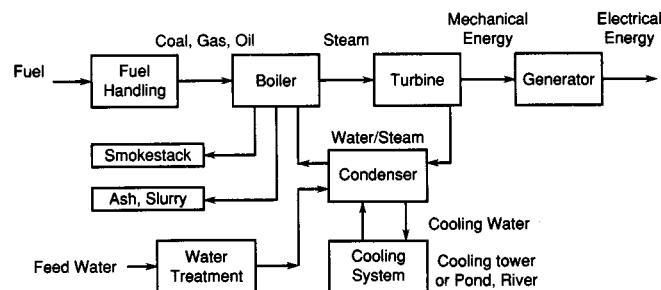 Mechanical
Energy
Electrical
Energy
Coal, Gas, Oil
Steam
Fuel
Fuel
Handling
Boiler
Turbine
Generator
Water/Steam
Smokestack
Condenser
Ash, Slurry
Cooling Water
Feed Water
Water
Treatment
Cooling
System
Cooling tower
or Pond, River